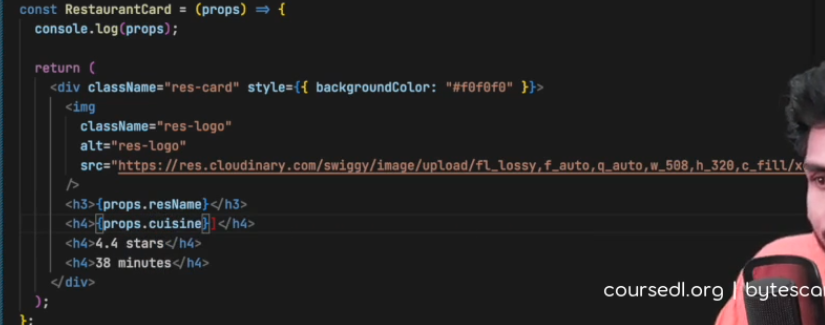 const RestaurantCard = (props) => {
console.log(props);
return (
<div className="res-card" style={{ backgroundColor: "#f0f0f0" }}>
<img
className="res-logo"
alt="res-logo"
src="https://res.cloudinary.com/swiggy/image/upload/fl_lossy,f_auto,q_auto,w_508,h_320,c_fill/x
/>
<h3>{props.resName}</h3>
<h4>{props.cuisine}]</h4>
<h4>4.4 stars</h4>
<h4>38 minutes</h4>
</div>
);
};
coursedl.org | bytesca